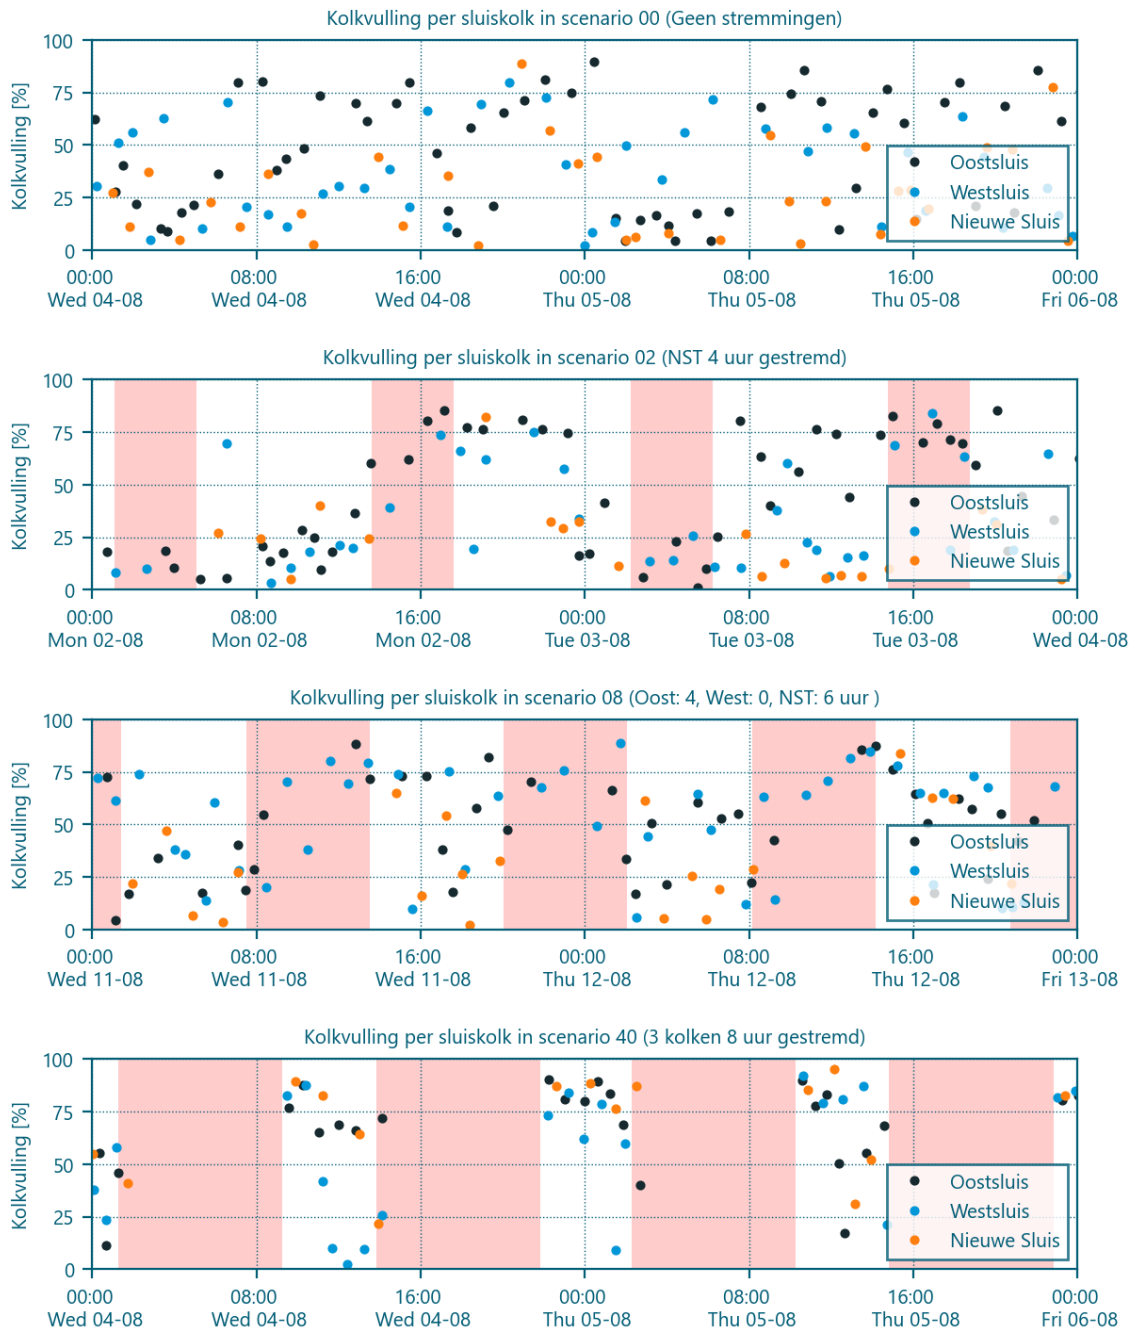 Kolkvulling per sluiskolk in scenario 00 (Geen stremmingen)
100
75
50
25
0
Kolkvulling [%]
Oostsluis
Westsluis
Nieuwe Sluis
00:00 08:00 16:00 00:00 08:00 16:00 00:00
Wed 04-08 Wed 04-08 Wed 04-08 Thu 05-08 Thu 05-08 Thu 05-08 Fri 06-08
Kolkvulling per sluiskolk in scenario 02 (NST 4 uur gestremd)
100
75
50
25
0
Kolkvulling [%]
Oostsluis
Westsluis
Nieuwe Sluis
00:00 08:00 16:00 00:00 08:00 16:00 00:00
Mon 02-08 Mon 02-08 Mon 02-08 Tue 03-08 Tue 03-08 Tue 03-08 Wed 04-08
Kolkvulling per sluiskolk in scenario 08 (Oost: 4, West: 0, NST: 6 uur )
100
75
50
25
0
Kolkvulling [%]
Oostsluis
Westsluis
Nieuwe Sluis
00:00 08:00 16:00 00:00 08:00 16:00 00:00
Wed 11-08 Wed 11-08 Wed 11-08 Thu 12-08 Thu 12-08 Thu 12-08 Fri 13-08
Kolkvulling per sluiskolk in scenario 40 (3 kolken 8 uur gestremd)
100
75
50
25
0
Kolkvulling [%]
Oostsluis
Westsluis
Nieuwe Sluis
00:00 08:00 16:00 00:00 08:00 16:00 00:00
Wed 04-08 Wed 04-08 Wed 04-08 Thu 05-08 Thu 05-08 Thu 05-08 Fri 06-08